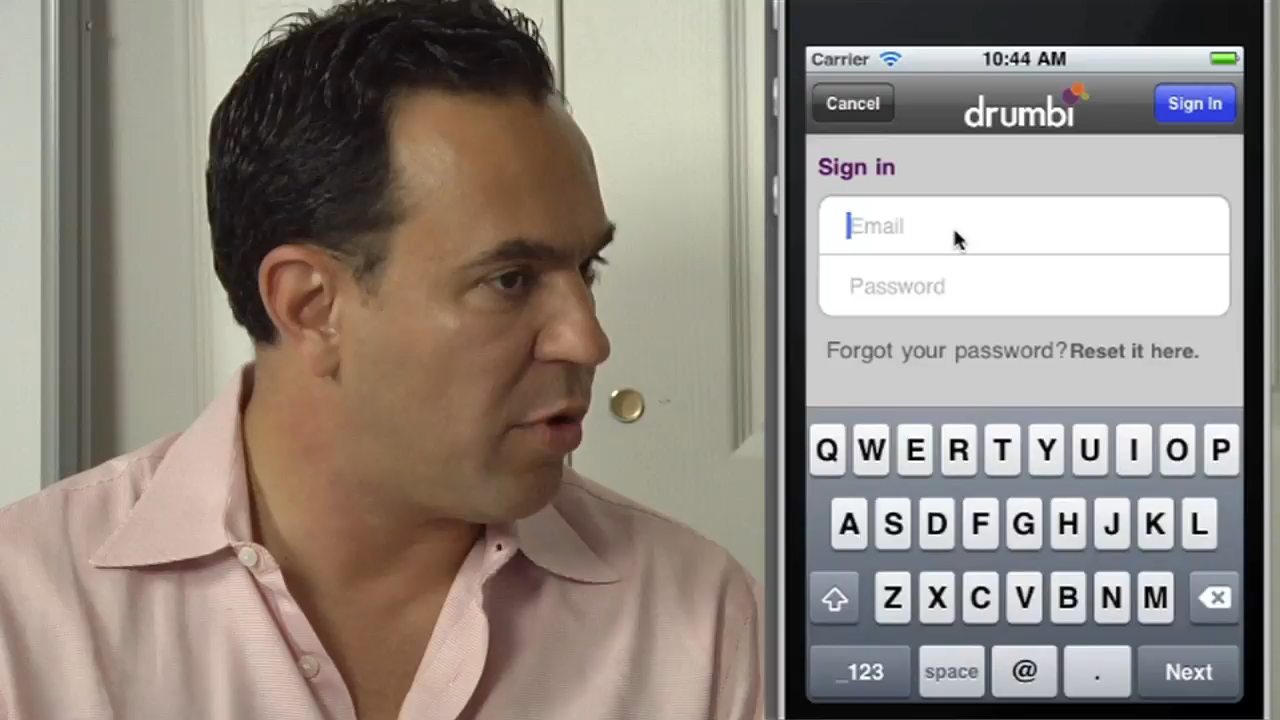 Carrier 10:44 AM
Cancel drumbi Sign In
Sign in
Email
Password
Forgot your password? Reset it here.
Q W E R T Y U I O P
A S D F G H J K L
Z X C V B N M
_123 space @ . Next